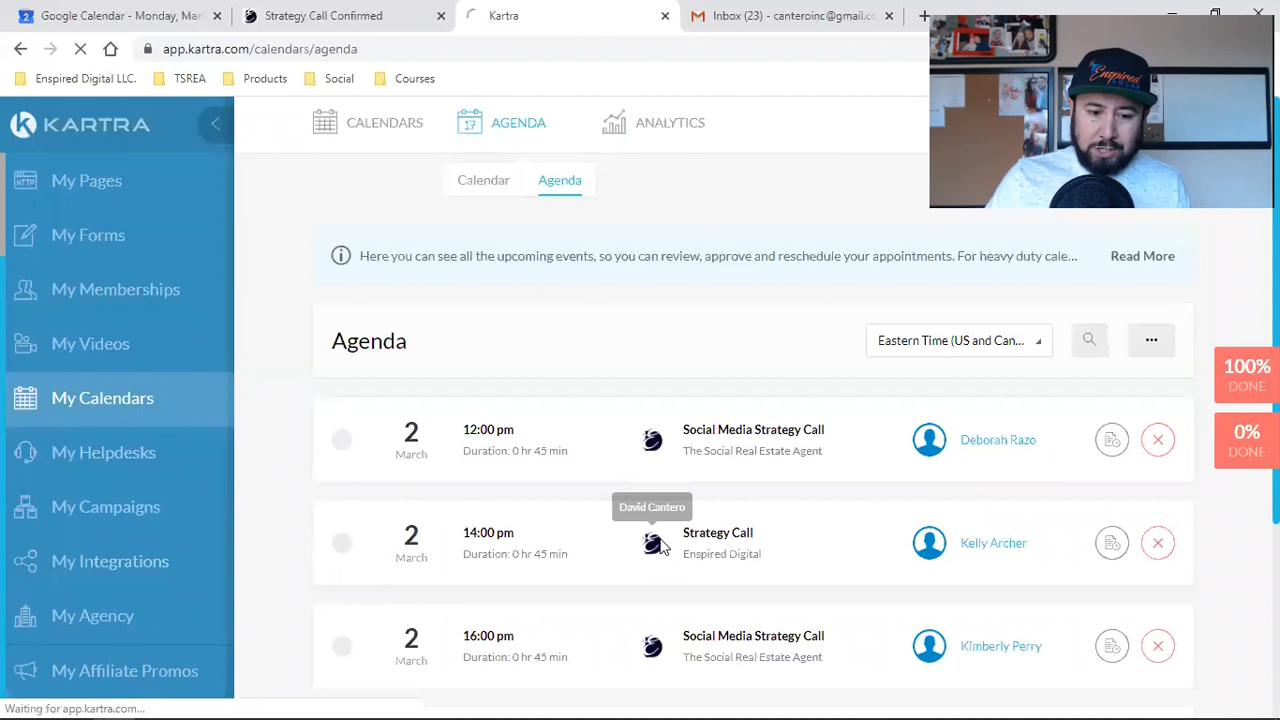 Google Calendar - Monday, Mar
Strategy Call Confirmed
Kartra
Inbox (23) - canteroinc@gmail.co
app.kartra.com/calendars/agenda
Enspired Digital LLC.
TSREA
Products
Social
Courses
KARTRA
CALENDARS
17
AGENDA
ANALYTICS
My Pages
My Forms
My Memberships
My Videos
My Calendars
My Helpdesks
My Campaigns
My Integrations
My Agency
My Affiliate Promos
Calendar
Agenda
Here you can see all the upcoming events, so you can review, approve and reschedule your appointments. For heavy duty cale...
Read More
Agenda
Eastern Time (US and Can...
100%
DONE
0%
DONE
2
March
12:00 pm
Duration: 0 hr 45 min
Social Media Strategy Call
The Social Real Estate Agent
Deborah Razo
David Cantero
2
March
14:00 pm
Duration: 0 hr 45 min
Strategy Call
Enspired Digital
Kelly Archer
2
March
16:00 pm
Duration: 0 hr 45 min
Social Media Strategy Call
The Social Real Estate Agent
Kimberly Perry
Waiting for app.kartra.com...
Enspired